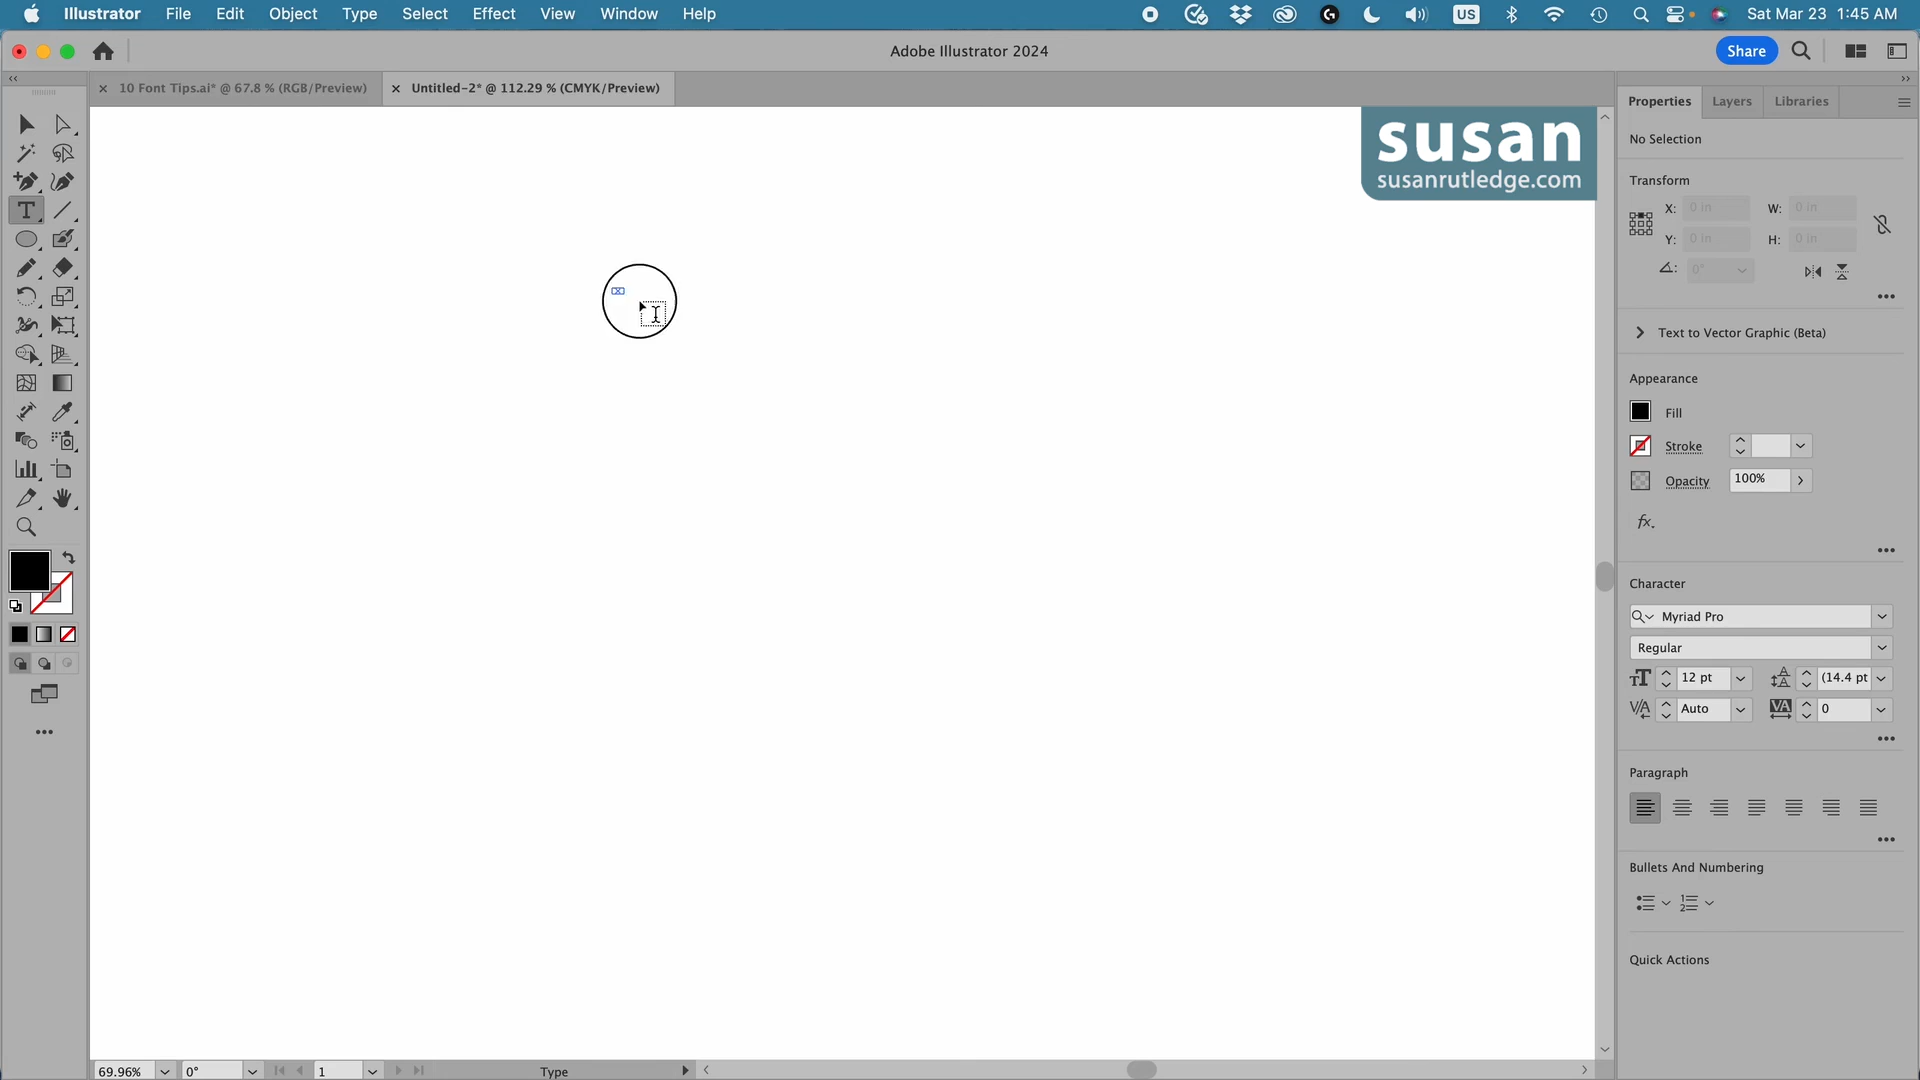 Illustrator File Edit Object Type Select Effect View Window Help US Sat Mar 23 1:45 AM
Adobe Illustrator 2024 Share
10 Font Tips.ai* @ 67.8 % (RGB/Preview) Untitled-2* @ 112.29 % (CMYK/Preview)
susan
susanrutledge.com
Properties Layers Libraries
No Selection
Transform
X: 0 in W: 0 in
Y: 0 in H: 0 in
0°
Text to Vector Graphic (Beta)
Appearance
Fill
Stroke
Opacity 100%
fx
Character
Myriad Pro
Regular
12 pt (14.4 pt
Auto 0
Paragraph
Bullets And Numbering
Quick Actions
69.96% 0° 1 Type